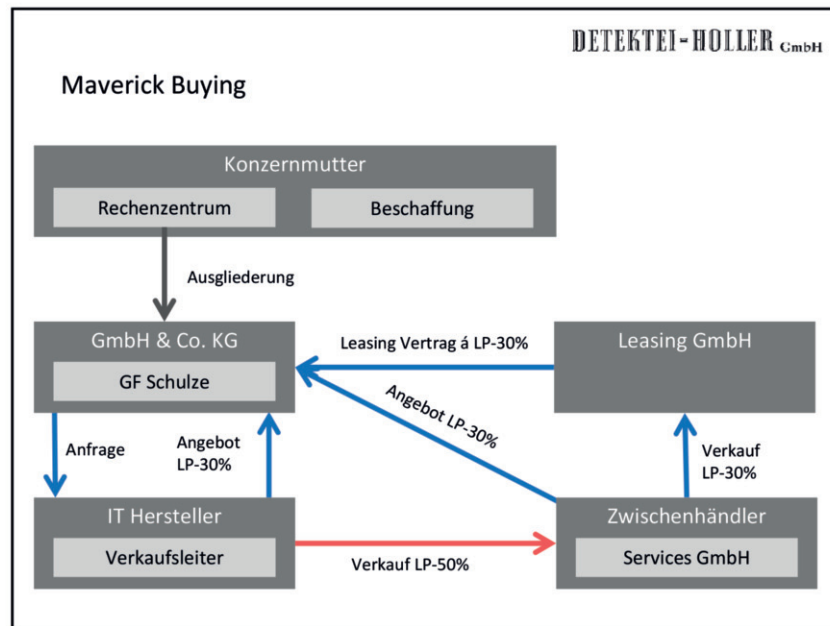 DETEKTEI-HOLLER GmbH
Maverick Buying
Konzernmutter
Rechenzentrum
Beschaffung
Ausgliederung
GmbH & Co. KG
GF Schulze
Leasing Vertrag á LP-30%
Leasing GmbH
Angebot LP-30%
Anfrage
Angebot
LP-30%
Verkauf
LP-30%
IT Hersteller
Verkaufsleiter
Verkauf LP-50%
Zwischenhändler
Services GmbH